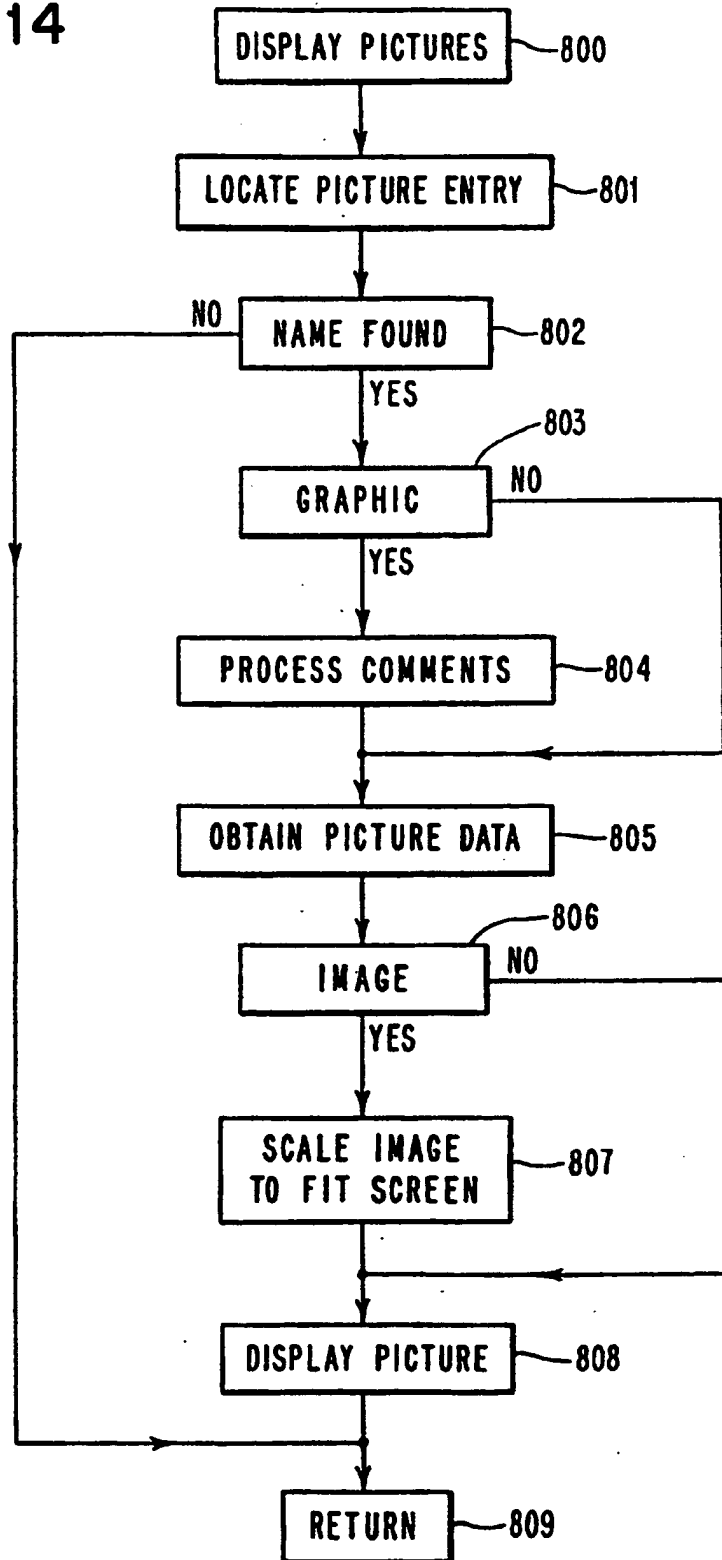 14
DISPLAY PICTURES 800
LOCATE PICTURE ENTRY 801
NO
NAME FOUND 802
YES
803
GRAPHIC NO
YES
PROCESS COMMENTS 804
OBTAIN PICTURE DATA 805
806
IMAGE NO
YES
SCALE IMAGE
TO FIT SCREEN 807
DISPLAY PICTURE 808
RETURN 809